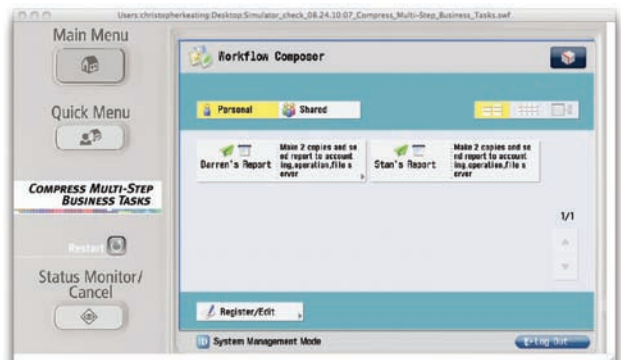 Users:christopherkeating:Desktop:Simulator_check_08.24.10:07_Compress_Multi-Step_Business_Tasks.swf
Main Menu
Workflow Composer
Quick Menu
Personal
Shared
Darren's Report
Make 2 copies and se
nd report to account
ing,operation,file s
erver
Stan's Report
Make 2 copies and se
nd report to account
ing,operation,file s
erver
COMPRESS MULTI-STEP
BUSINESS TASKS
1/1
Restart
Status Monitor/
Cancel
Register/Edit
ID System Management Mode
Log Out